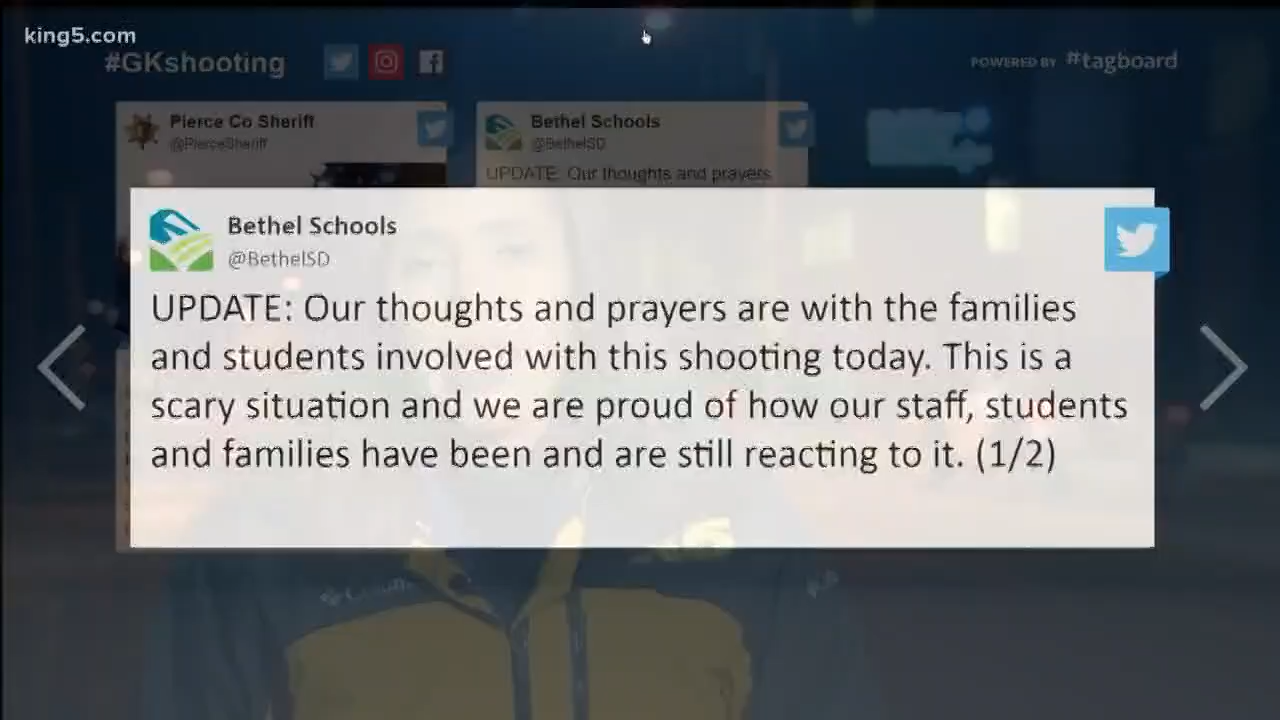 king5.com
#GKshooting
POWERED BY #tagboard
Pierce Co Sheriff
@PierceSheriff
Bethel Schools
@BethelSD
UPDATE: Our thoughts and prayers
Bethel Schools
@BethelSD
UPDATE: Our thoughts and prayers are with the families
and students involved with this shooting today. This is a
scary situation and we are proud of how our staff, students
and families have been and are still reacting to it. (1/2)
Columbia